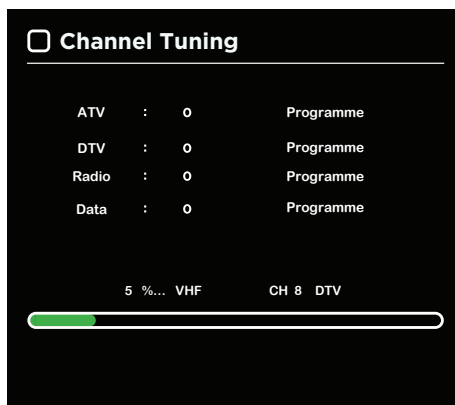 Channel Tuning
ATV : 0 Programme
DTV : 0 Programme
Radio : 0 Programme
Data : 0 Programme
5 %... VHF CH 8 DTV